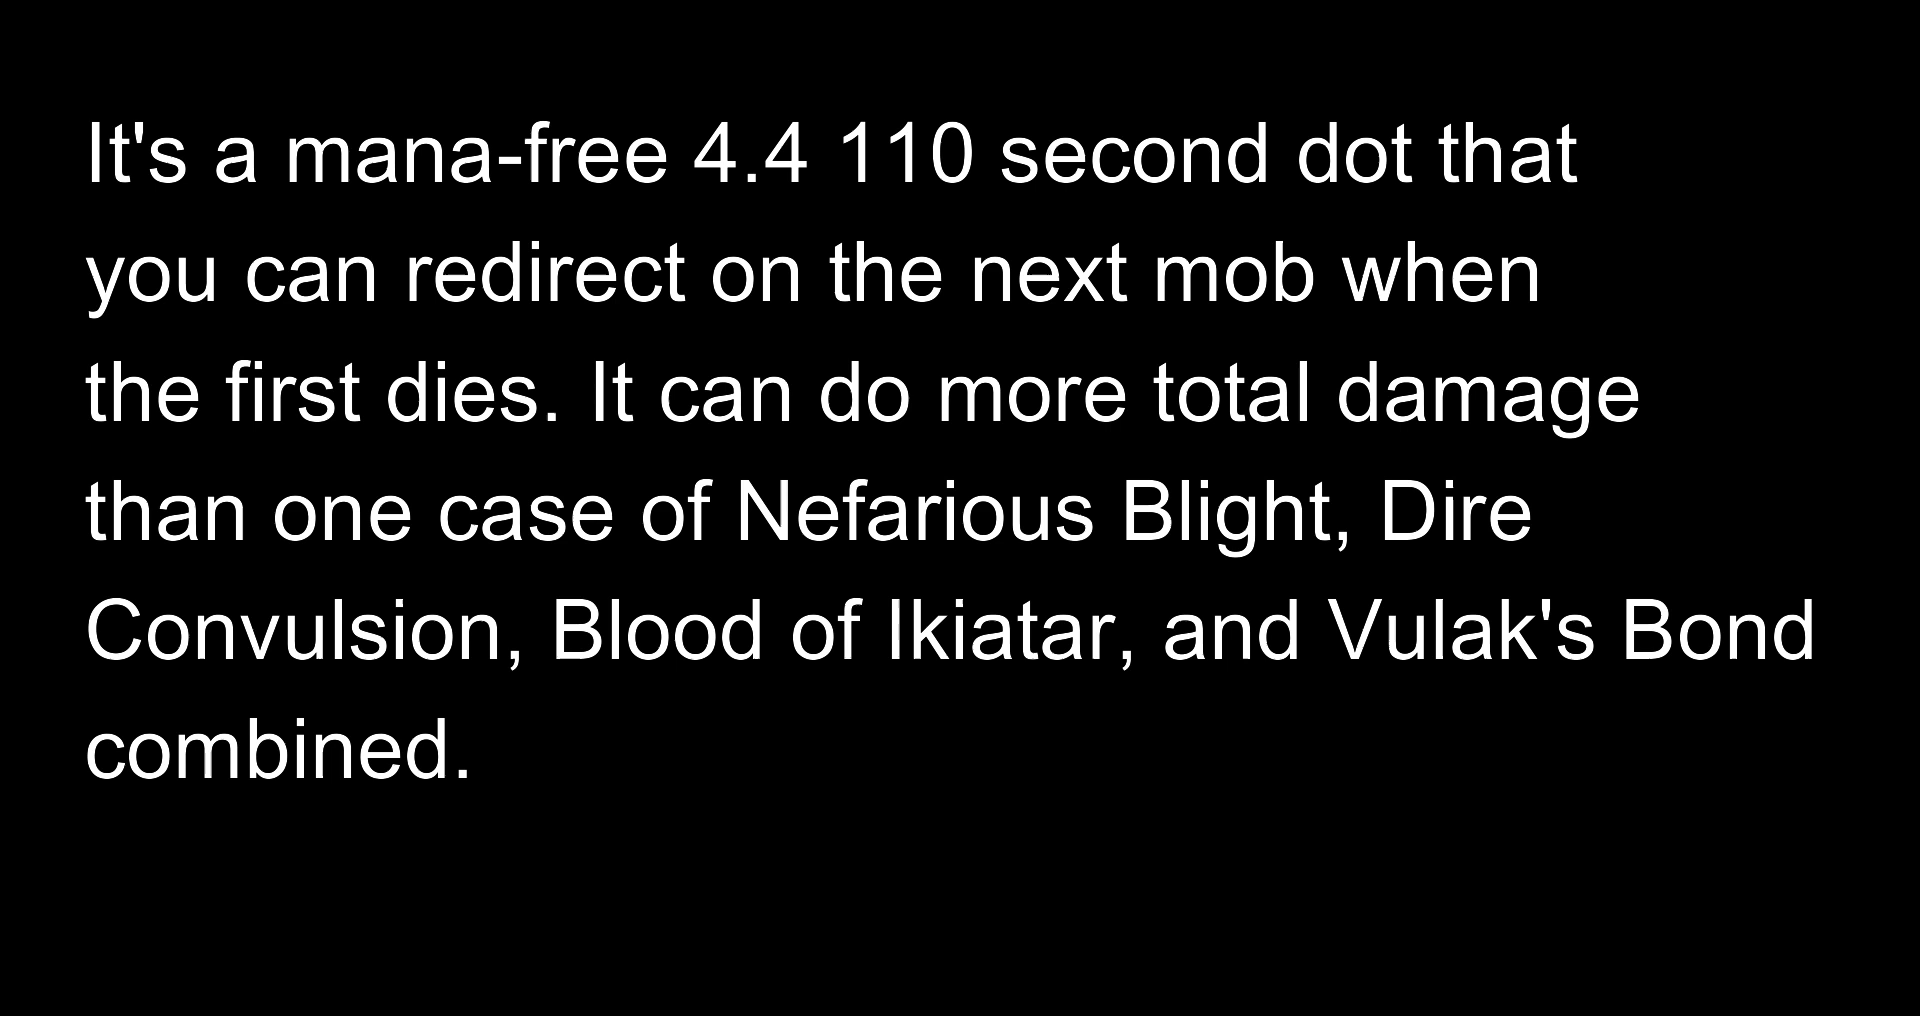 It's a mana-free 4.4 110 second dot that
you can redirect on the next mob when
the first dies. It can do more total damage
than one case of Nefarious Blight, Dire
Convulsion, Blood of Ikiatar, and Vulak's Bond
combined.